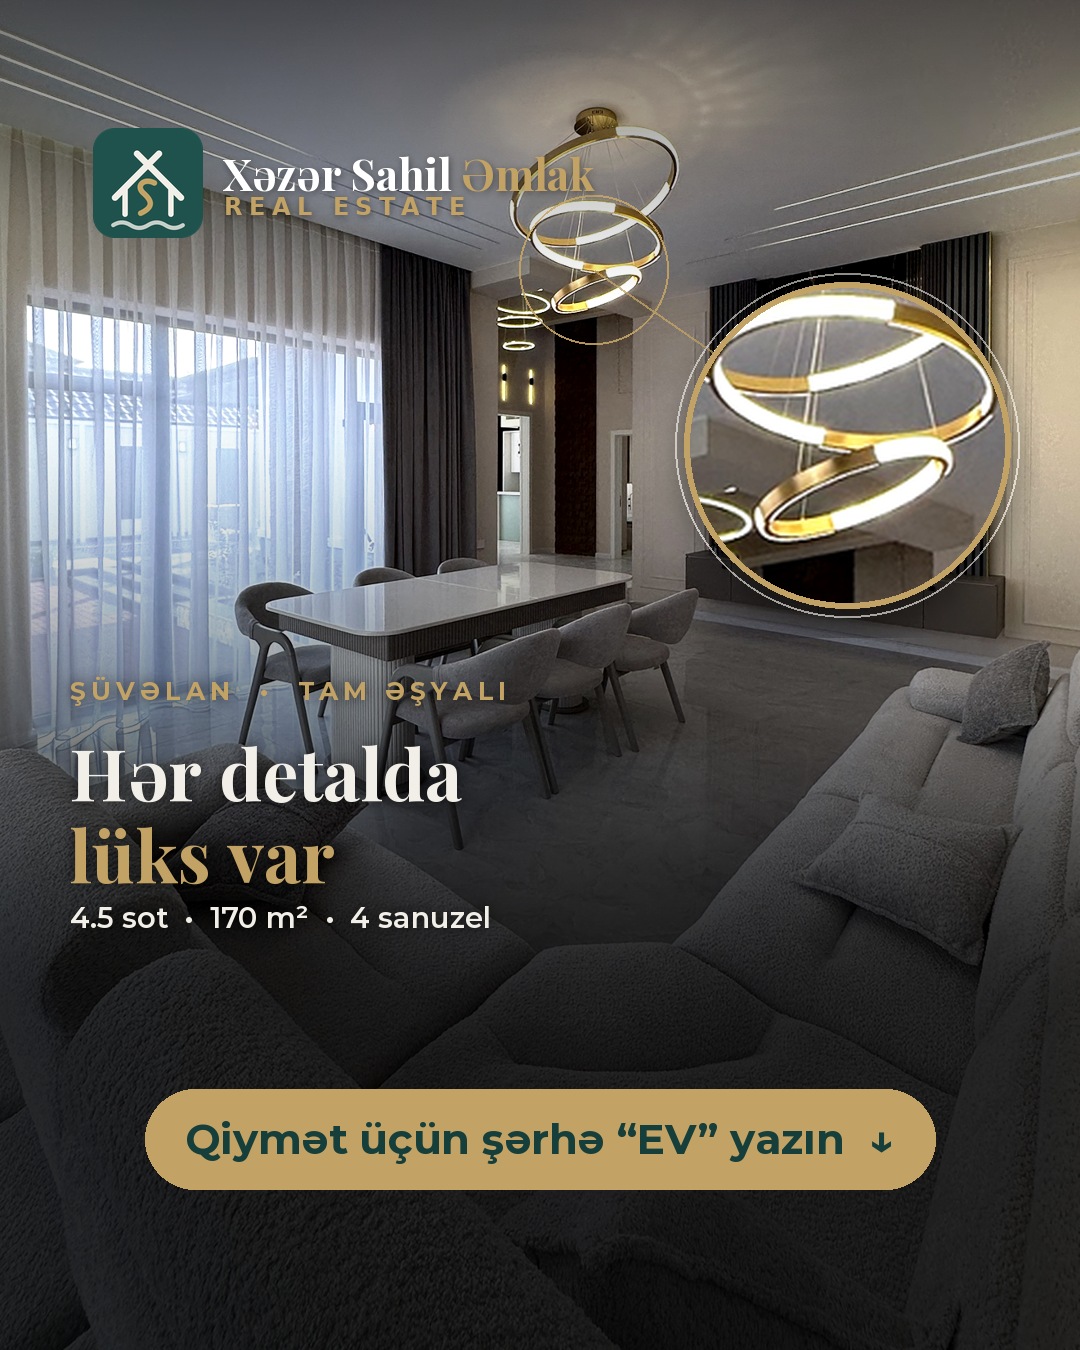 Xəzər Sahil Əmlak
REAL ESTATE
ŞÜVƏLAN • TAM ƏŞYALI
Hər detalda
lüks var
4.5 sot • 170 m² • 4 sanuzel
Qiymət üçün şərhə “EV” yazın ↓